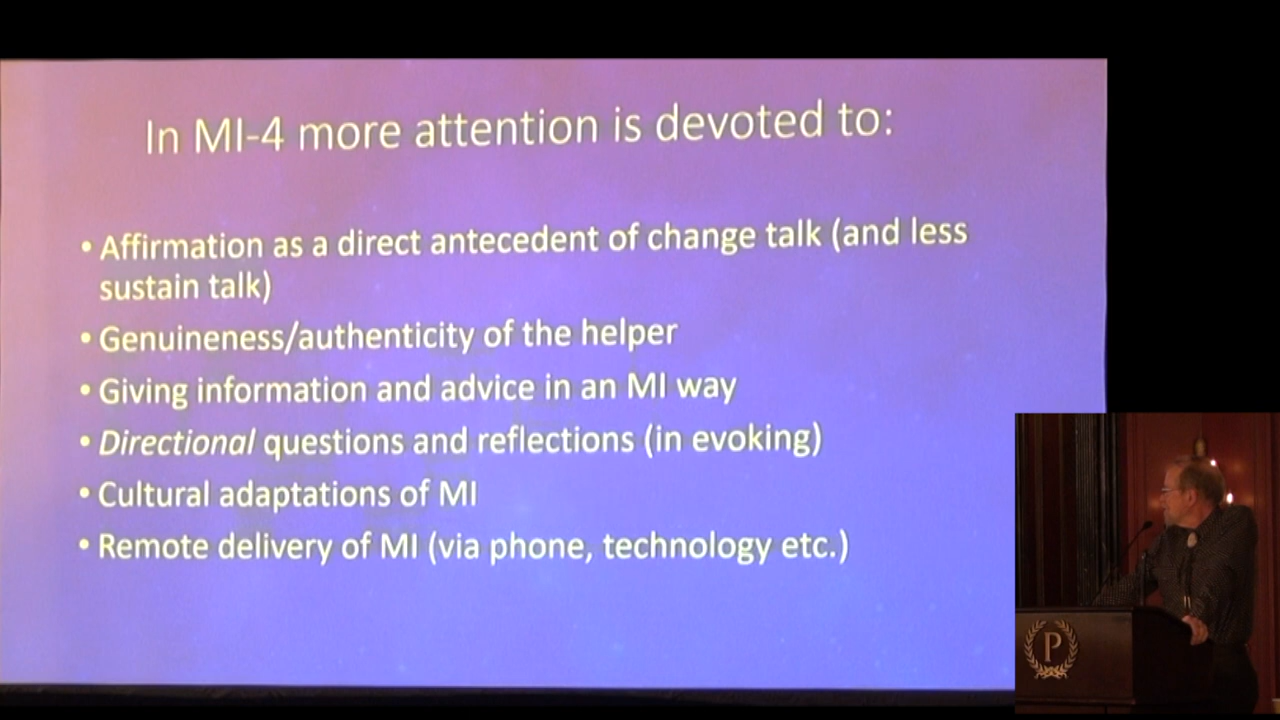 In MI-4 more attention is devoted to:
• Affirmation as a direct antecedent of change talk (and less
sustain talk)
• Genuineness/authenticity of the helper
• Giving information and advice in an MI way
• Directional questions and reflections (in evoking)
• Cultural adaptations of MI
• Remote delivery of MI (via phone, technology etc.)
P